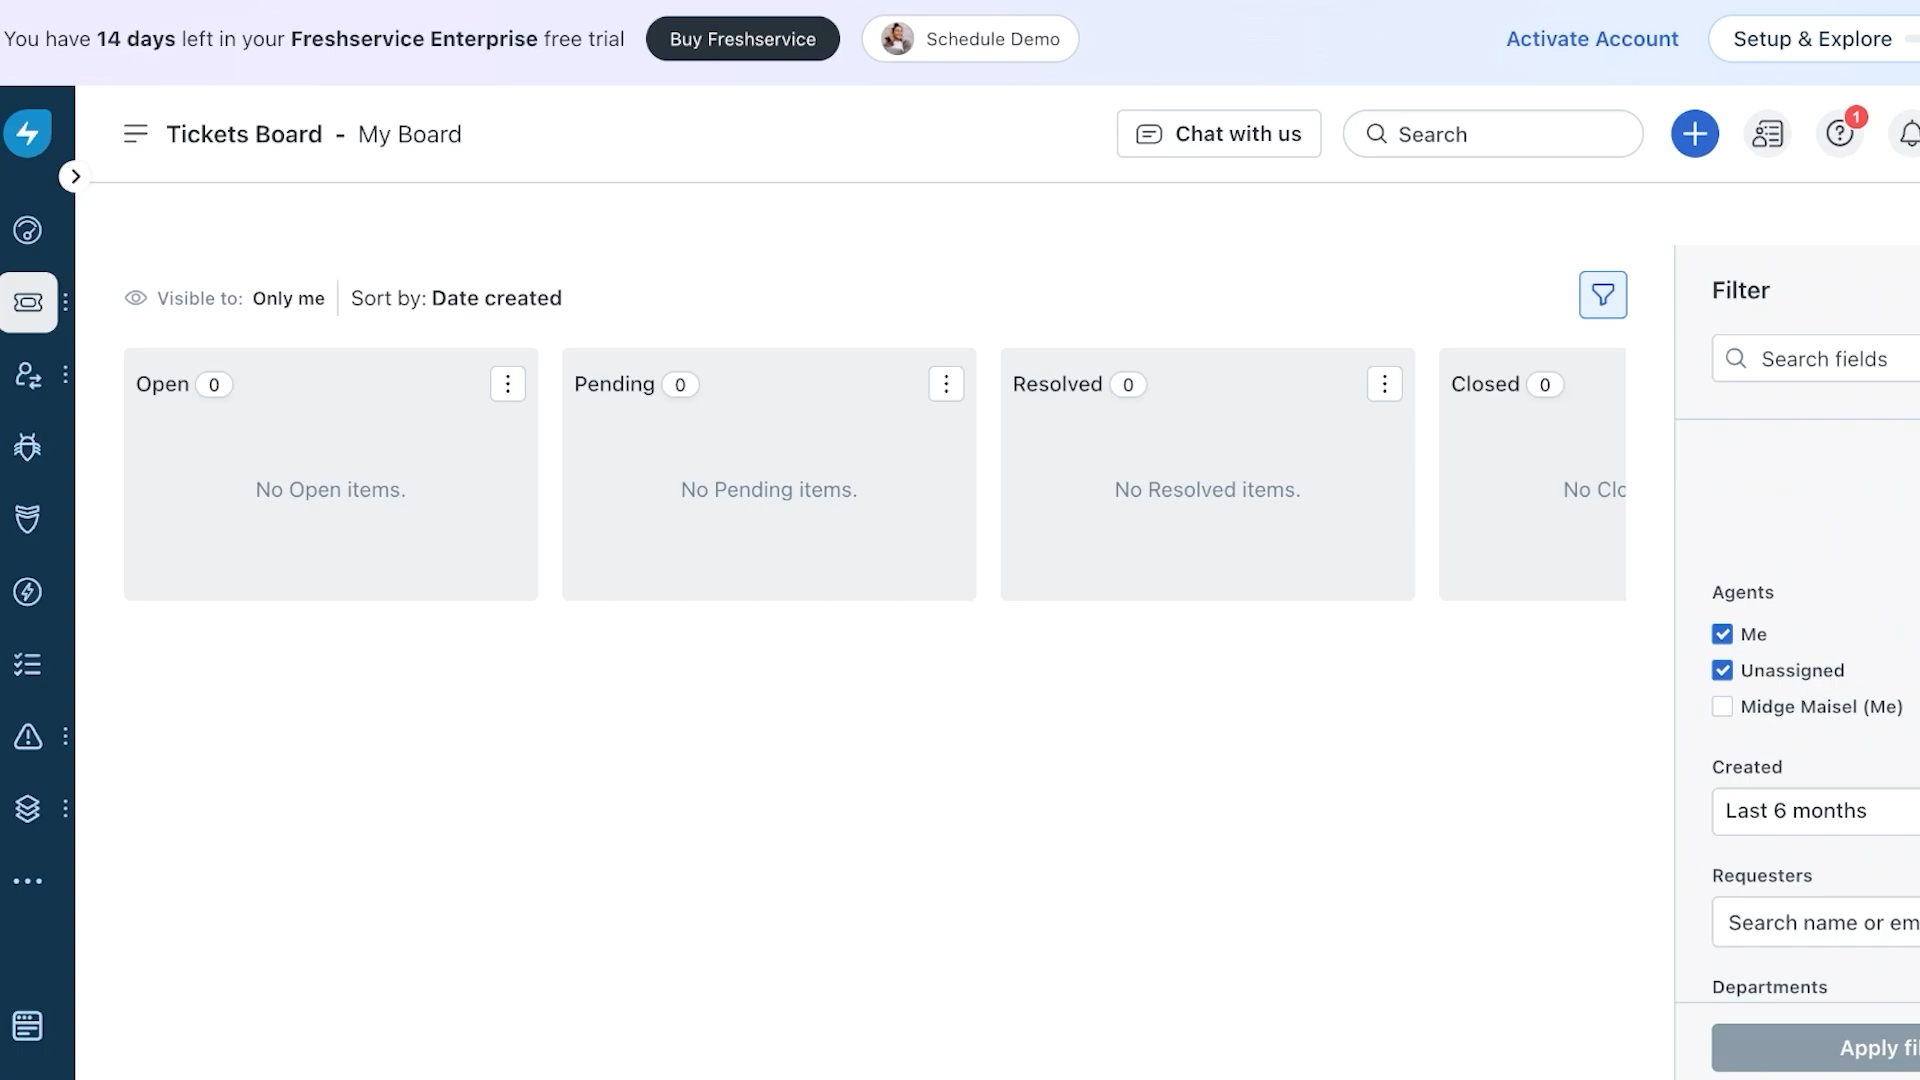 You have 14 days left in your Freshservice Enterprise free trial
Buy Freshservice
Schedule Demo
Activate Account
Setup & Explore
Tickets Board - My Board
Chat with us
Search
1
Visible to: Only me
Sort by: Date created
Filter
Search fields
Open 0
Pending 0
Resolved 0
Closed 0
No Open items.
No Pending items.
No Resolved items.
No Clo
Agents
Me
Unassigned
Midge Maisel (Me)
Created
Last 6 months
Requesters
Search name or em
Departments
Apply fil